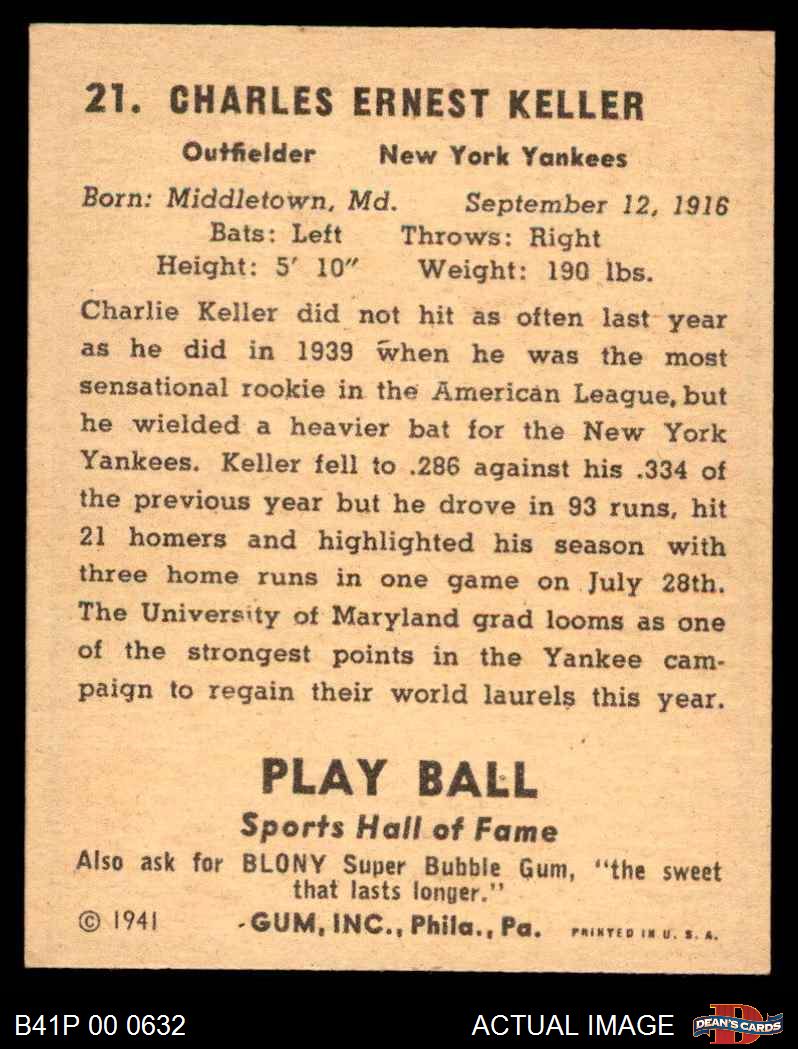 21. CHARLES ERNEST KELLER
Outfielder New York Yankees
Born: Middletown, Md. September 12, 1916
Bats: Left Throws: Right
Height: 5' 10" Weight: 190 lbs.
Charlie Keller did not hit as often last year
as he did in 1939 when he was the most
sensational rookie in the American League, but
he wielded a heavier bat for the New York
Yankees. Keller fell to .286 against his .334 of
the previous year but he drove in 93 runs, hit
21 homers and highlighted his season with
three home runs in one game on July 28th.
The University of Maryland grad looms as one
of the strongest points in the Yankee cam-
paign to regain their world laurels this year.
PLAY BALL
Sports Hall of Fame
Also ask for BLONY Super Bubble Gum, "the sweet
that lasts longer."
© 1941 GUM, INC., Phila., Pa. PRINTED IN U. S. A.
B41P 00 0632 ACTUAL IMAGE DEAN'S CARDS